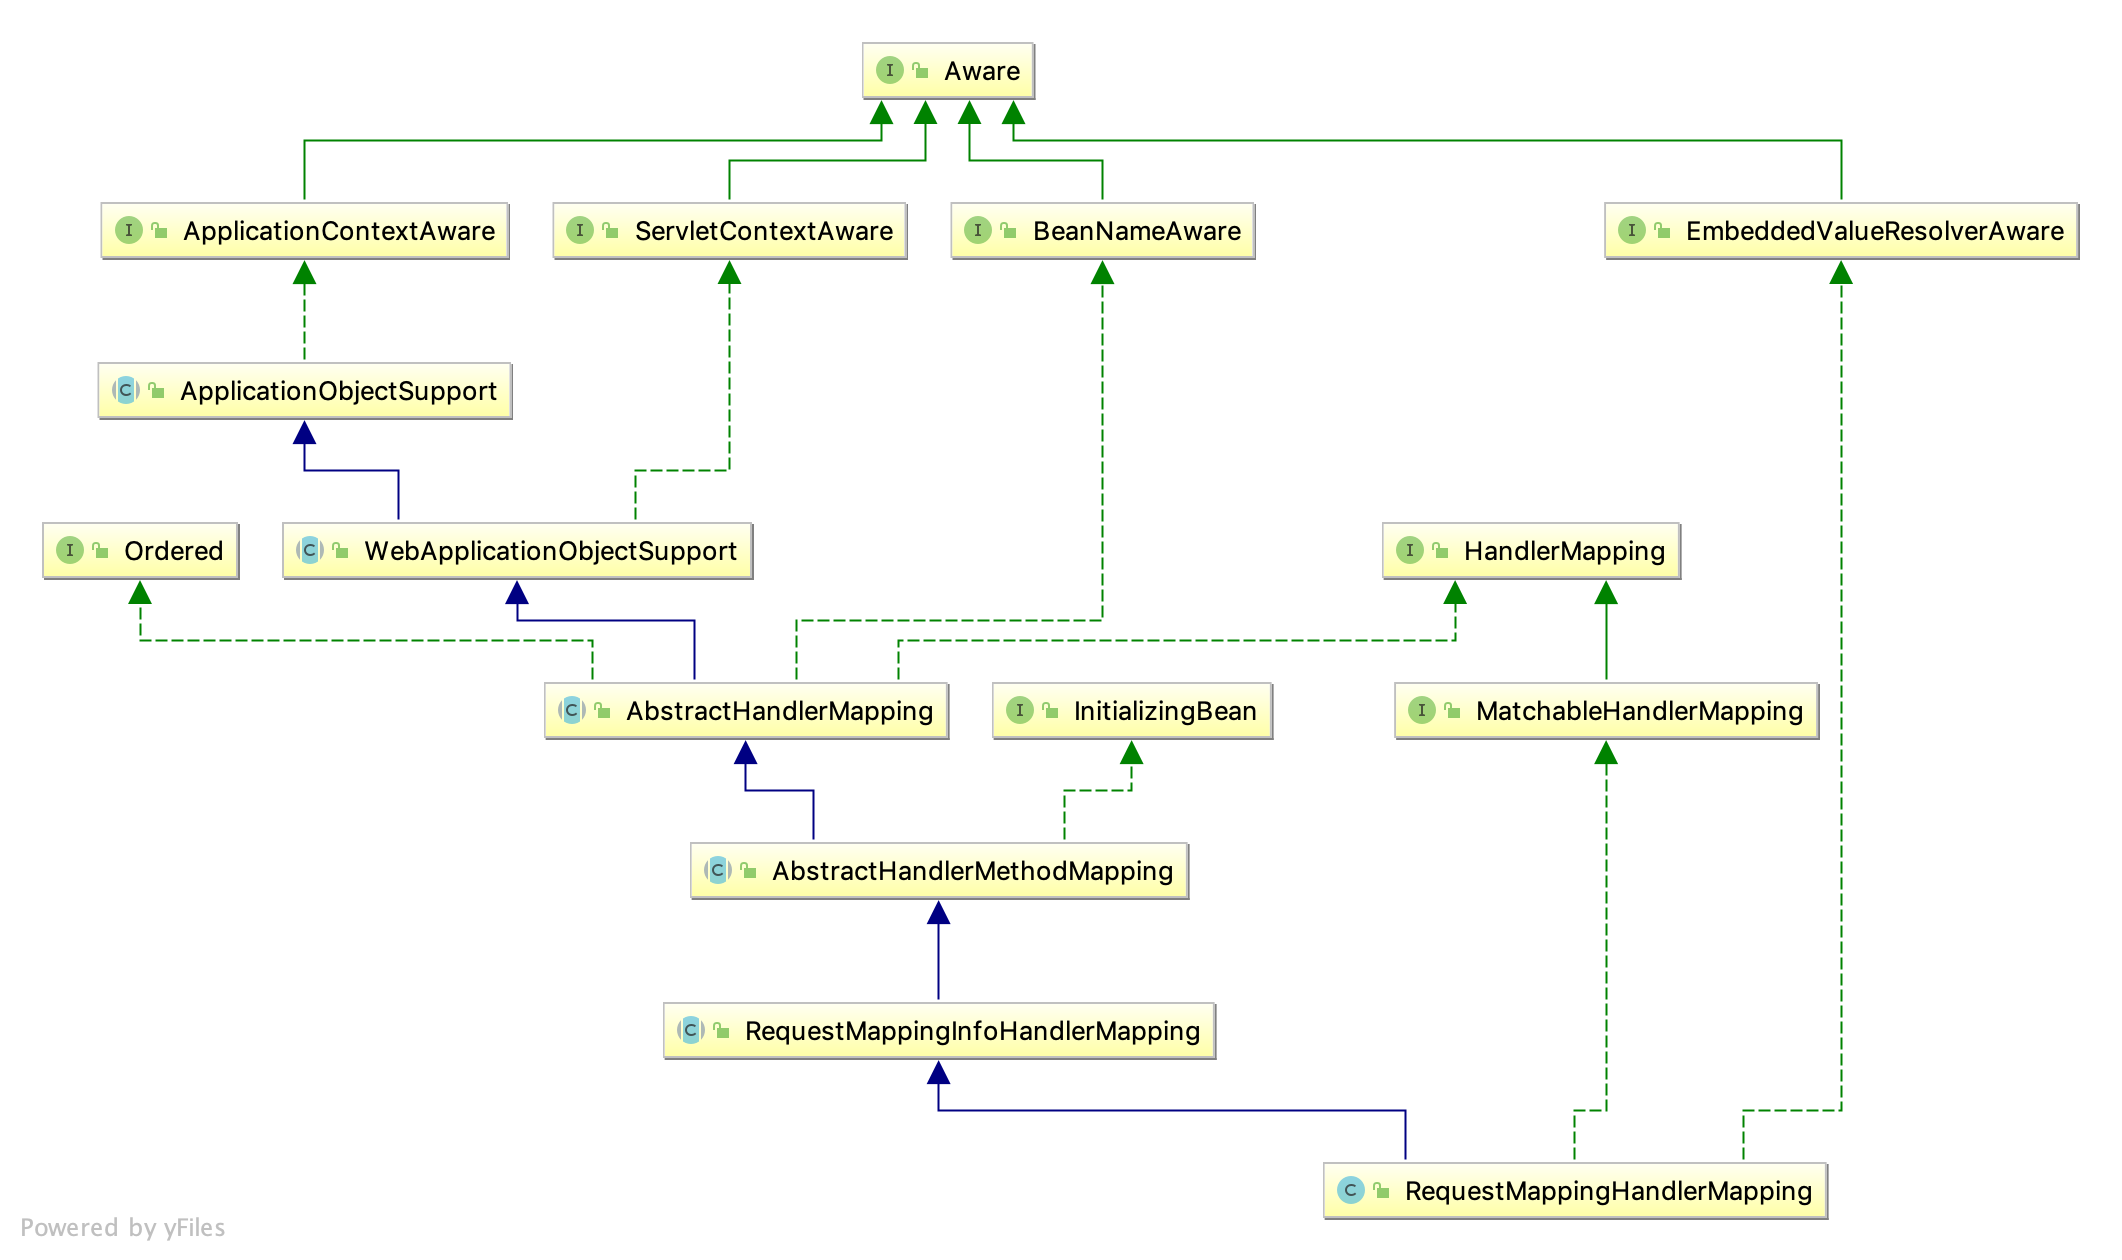 Aware
ApplicationContextAware
ServletContextAware
BeanNameAware
EmbeddedValueResolverAware
ApplicationObjectSupport
Ordered
WebApplicationObjectSupport
HandlerMapping
AbstractHandlerMapping
InitializingBean
MatchableHandlerMapping
AbstractHandlerMethodMapping
RequestMappingInfoHandlerMapping
RequestMappingHandlerMapping
Powered by yFiles